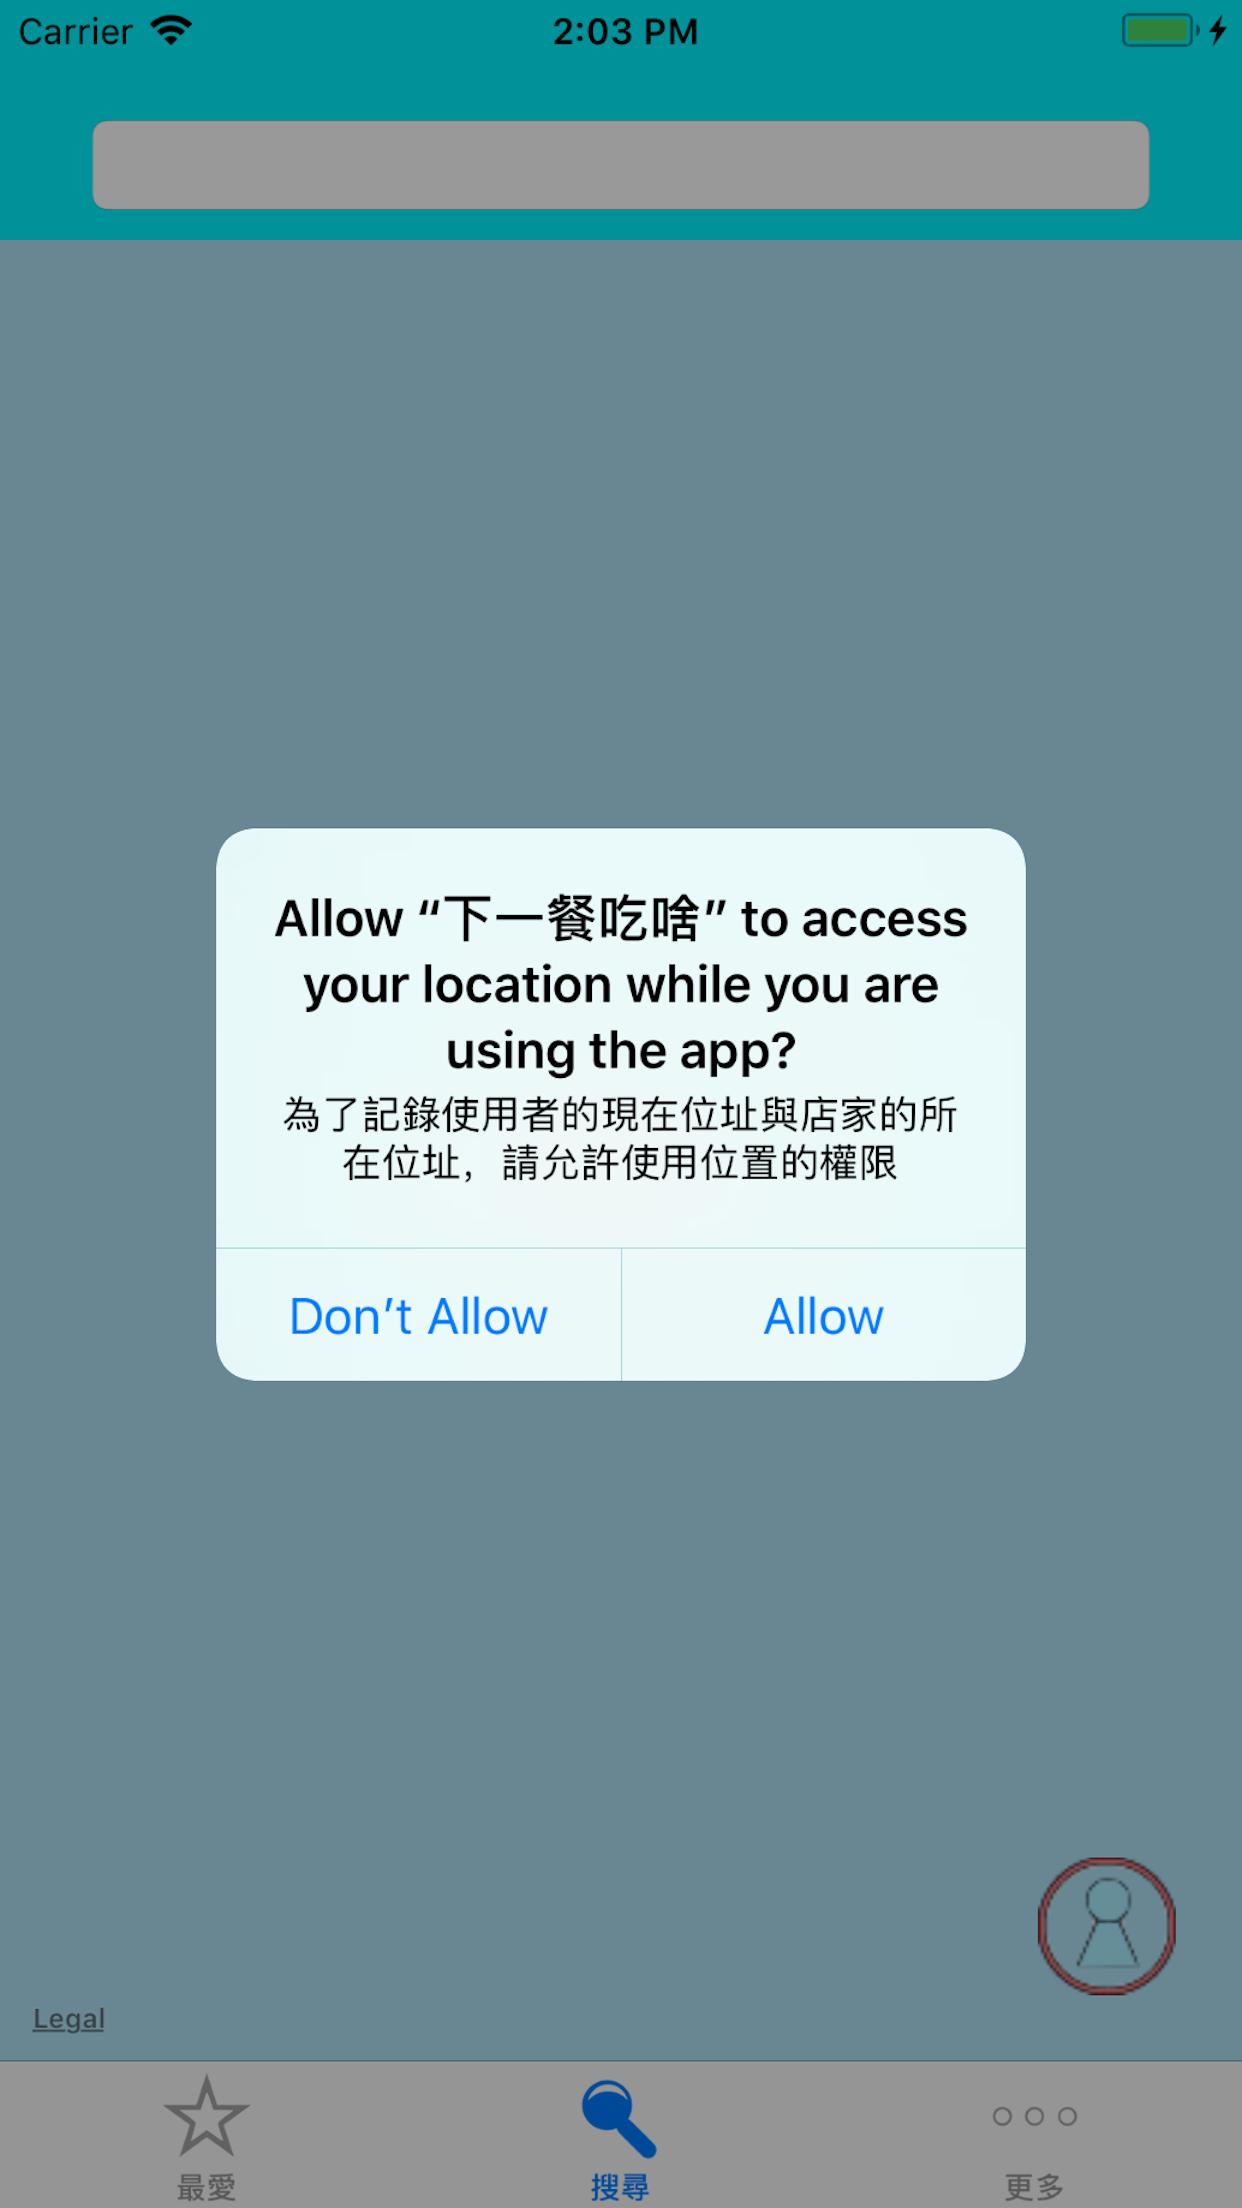 Carrier
2:03 PM
Allow “下一餐吃啥” to access
your location while you are
using the app?
為了記錄使用者的現在位址與店家的所
在位址，請允許使用位置的權限
Don’t Allow
Allow
Legal
最愛
搜尋
更多